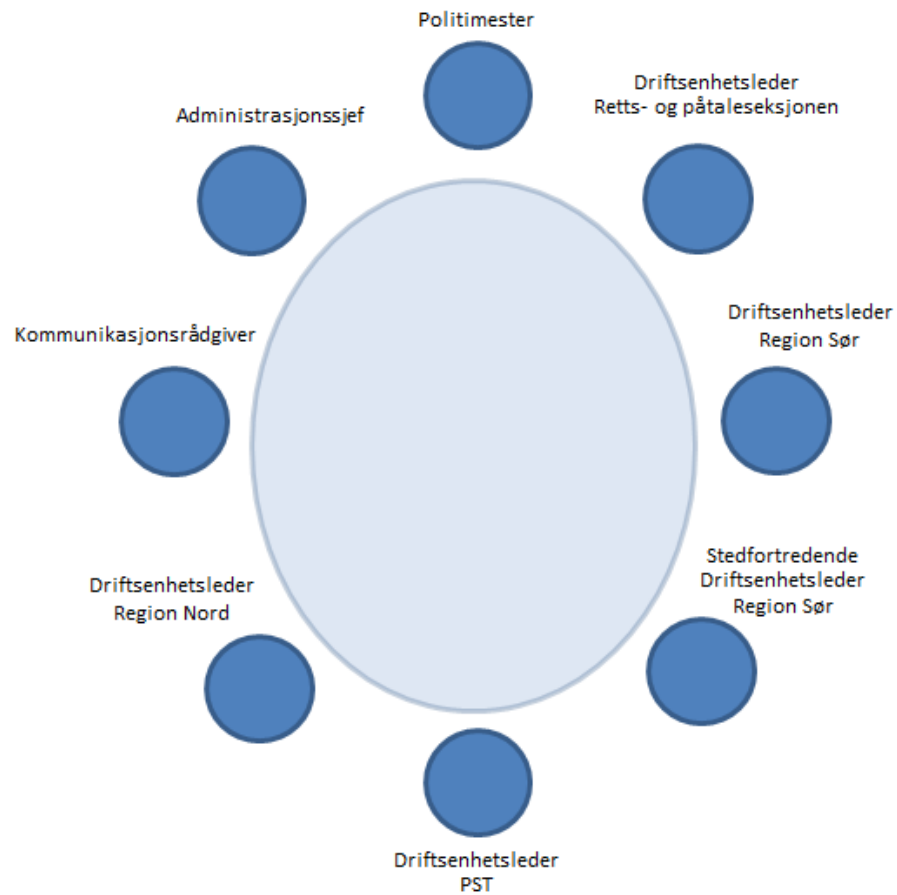 Politimester
Driftsenhetsleder
Retts- og påtaleseksjonen
Administrasjonssjef
Driftsenhetsleder
Region Sør
Kommunikasjonsrådgiver
Stedfortredende
Driftsenhetsleder
Region Sør
Driftsenhetsleder
Region Nord
Driftsenhetsleder
PST